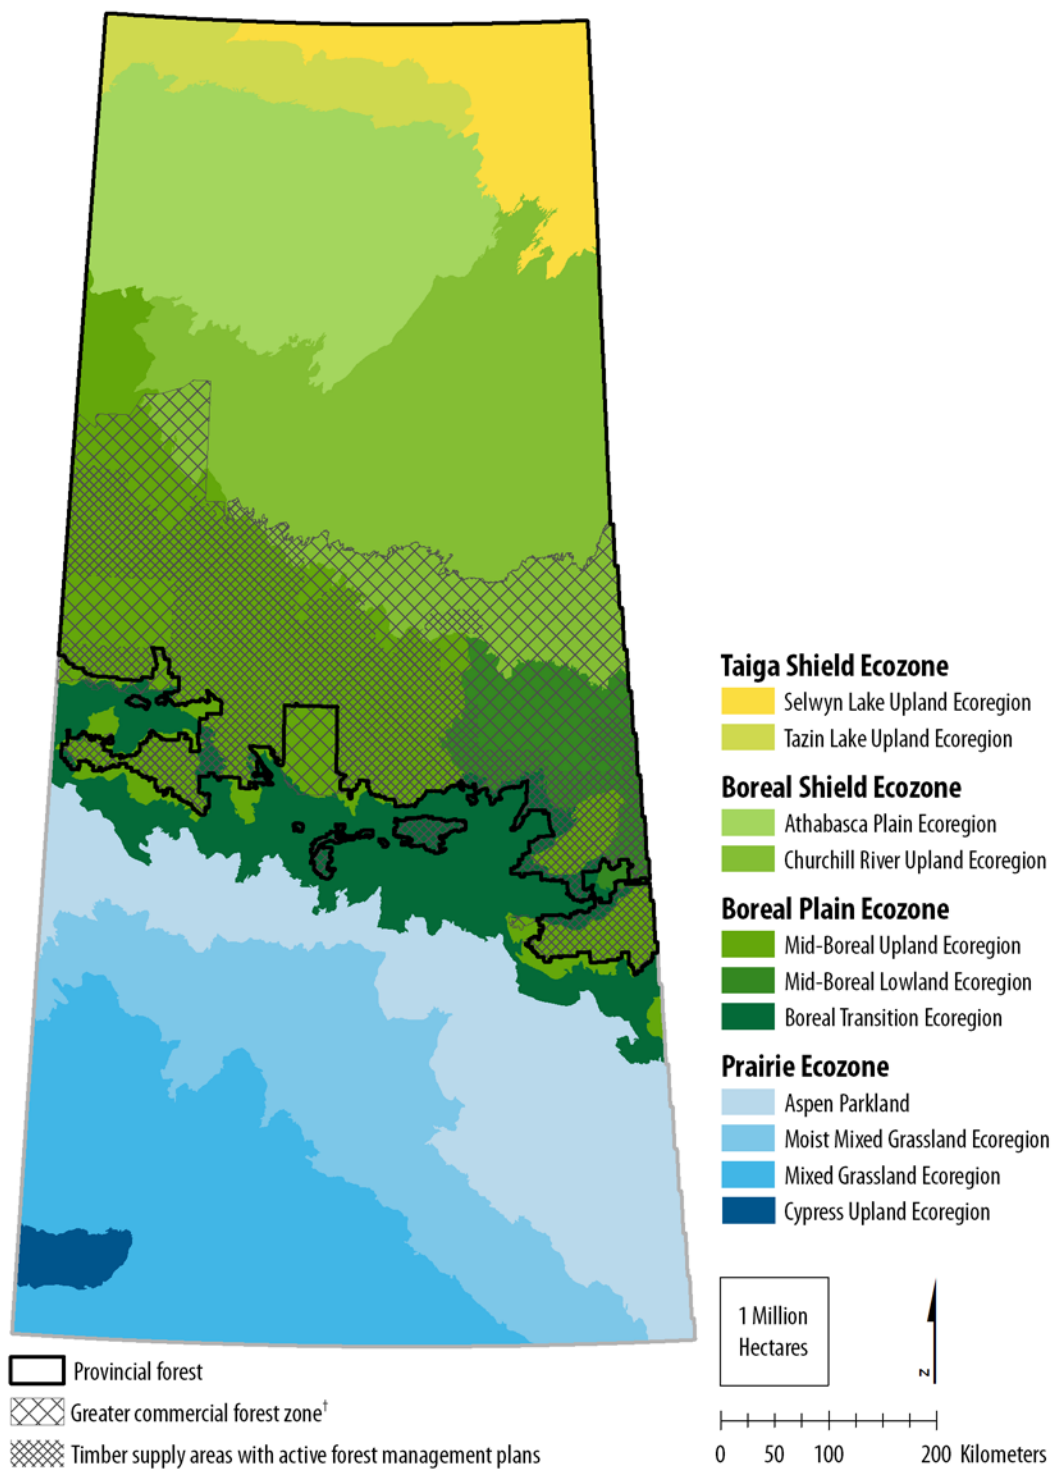 Taiga Shield Ecozone
Selwyn Lake Upland Ecoregion
Tazin Lake Upland Ecoregion
Boreal Shield Ecozone
Athabasca Plain Ecoregion
Churchill River Upland Ecoregion
Boreal Plain Ecozone
Mid-Boreal Upland Ecoregion
Mid-Boreal Lowland Ecoregion
Boreal Transition Ecoregion
Prairie Ecozone
Aspen Parkland
Moist Mixed Grassland Ecoregion
Mixed Grassland Ecoregion
Cypress Upland Ecoregion
1 Million
Hectares
N
0 50 100 200 Kilometers
Provincial forest
Greater commercial forest zone†
Timber supply areas with active forest management plans